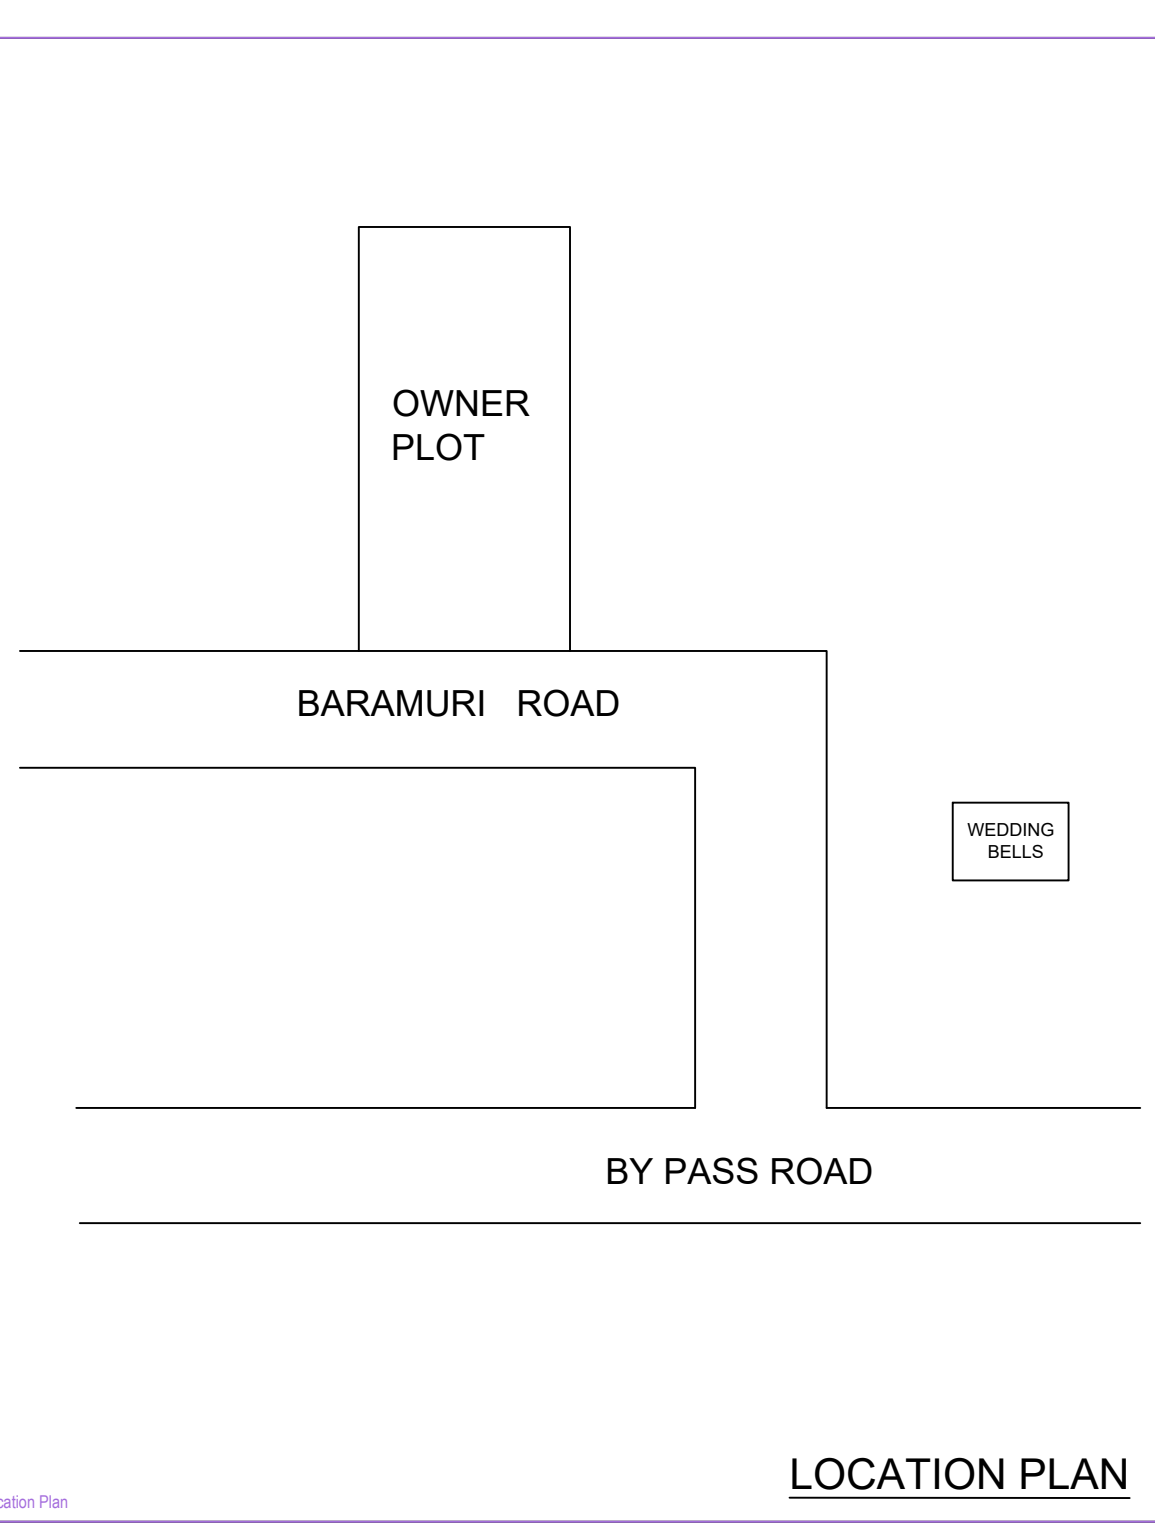 OWNER
PLOT
BARAMURI ROAD
WEDDING
BELLS
BY PASS ROAD
LOCATION PLAN
cation Plan